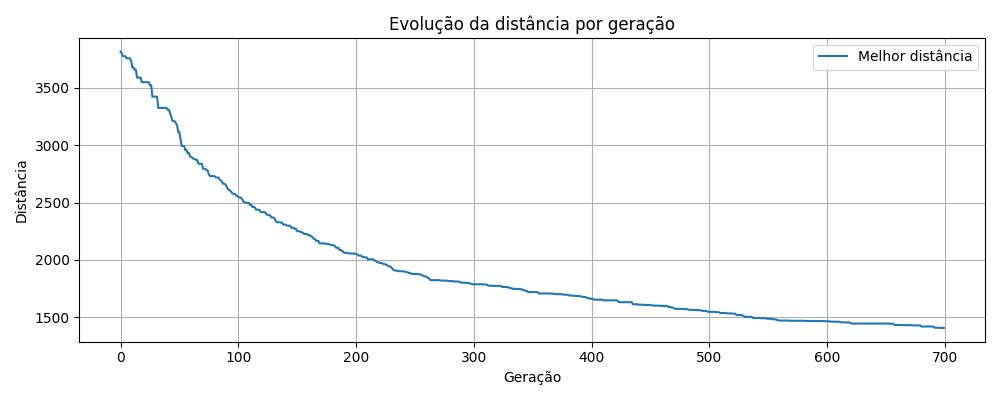 Evolução da distância por geração
Melhor distância
Distância
3500
3000
2500
2000
1500
0 100 200 300 400 500 600 700
Geração